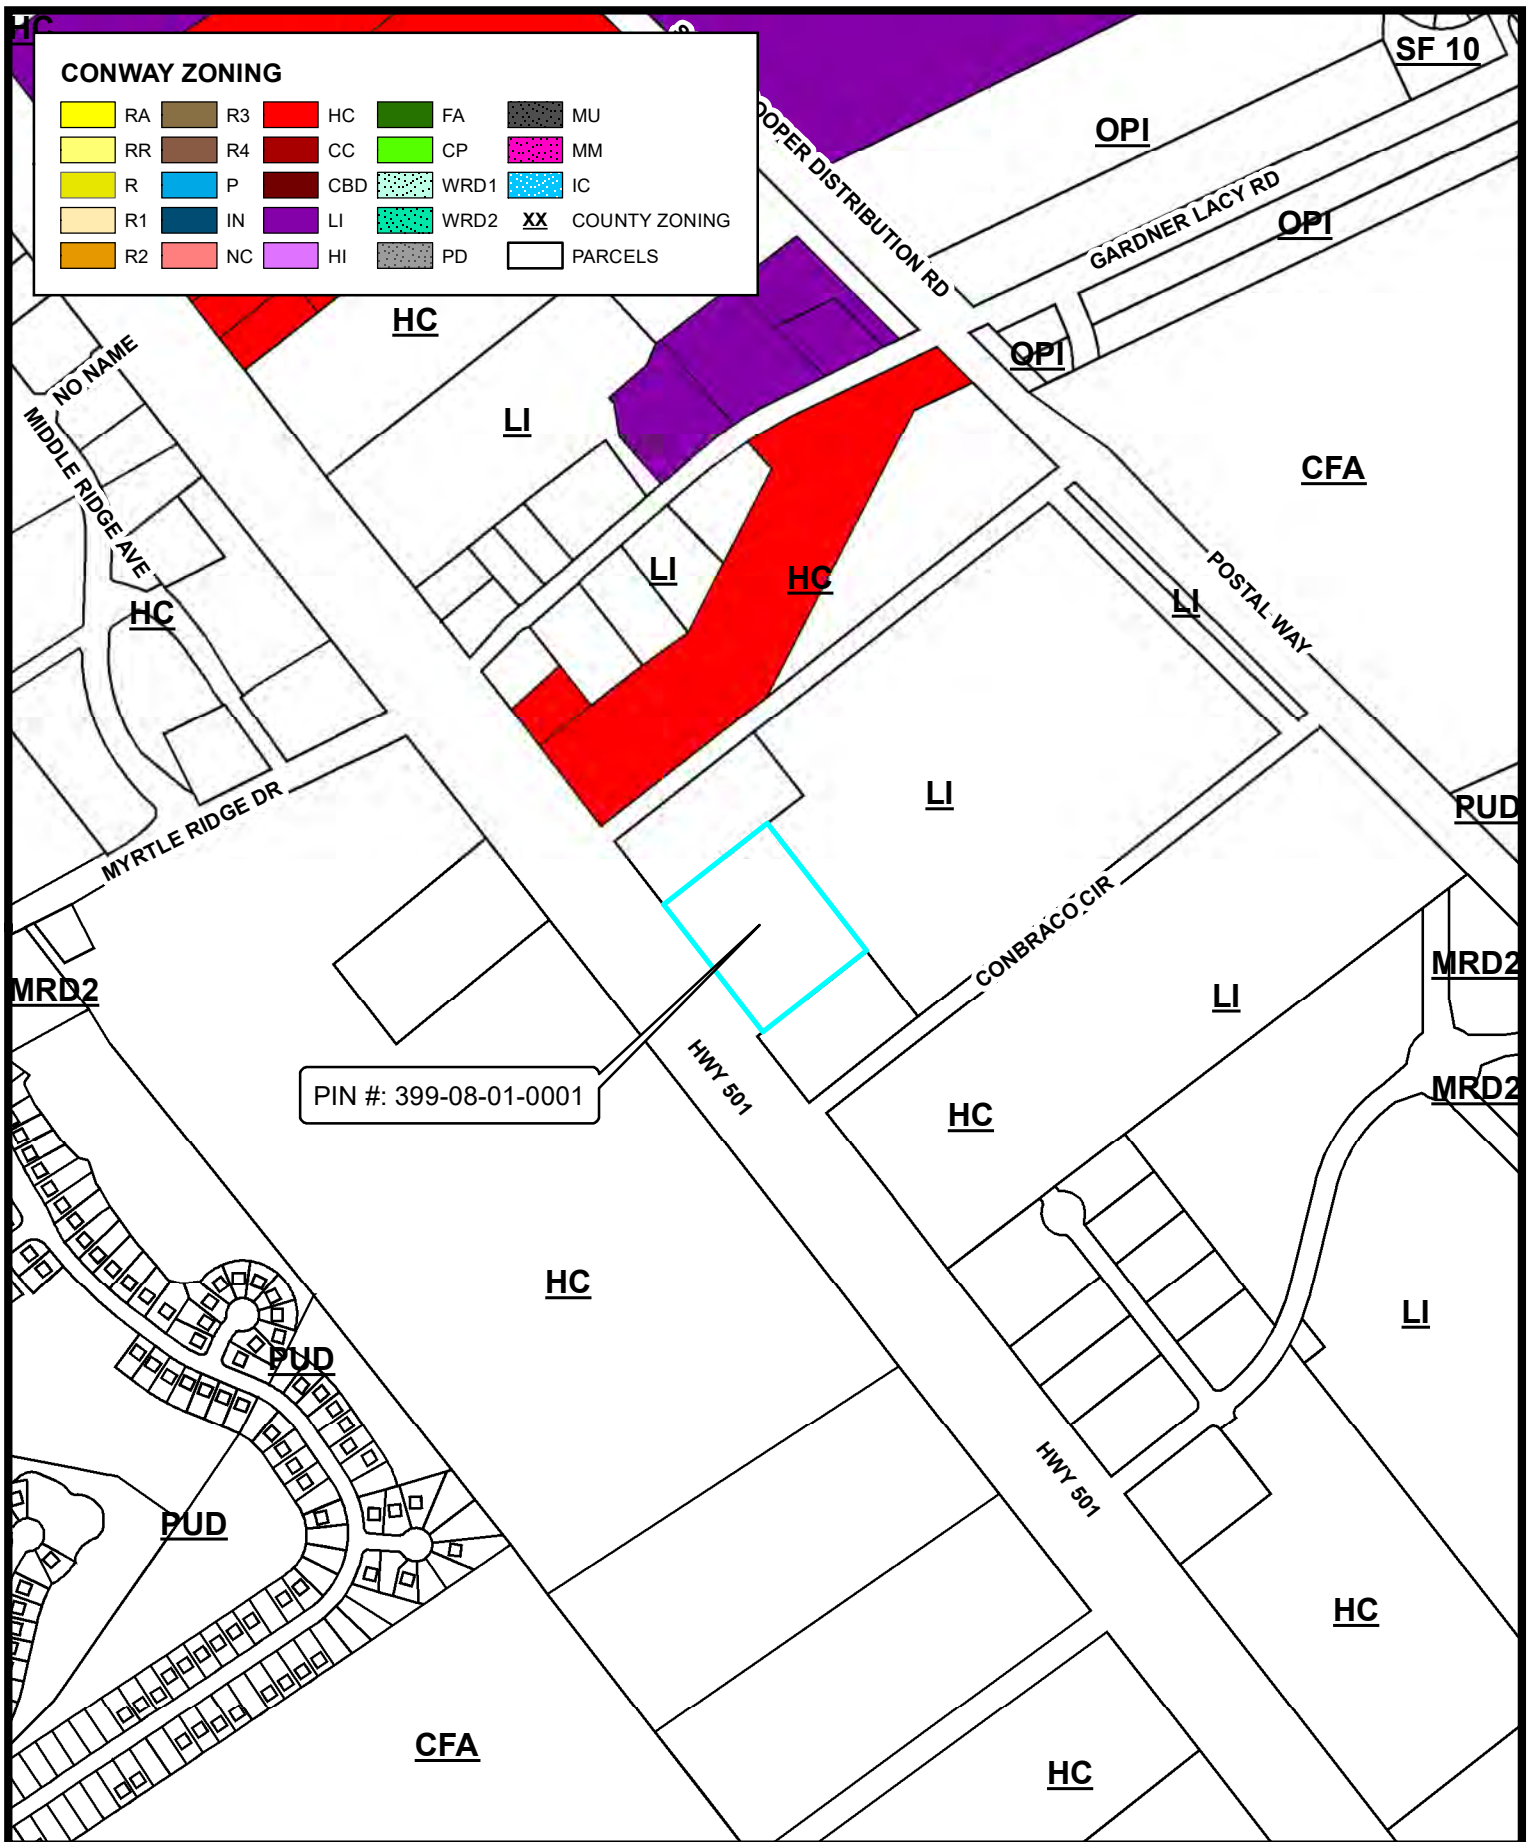 HC
SF 10
CONWAY ZONING
RA R3 HC FA MU
RR R4 CC CP MM
R P CBD WRD1 IC
R1 IN LI WRD2 XX COUNTY ZONING
R2 NC HI PD PARCELS
OPI
OOPER DISTRIBUTION RD
GARDNER LACY RD
OPI
HC
OPI
NO NAME
LI
MIDDLE RIDGE AVE
CFA
LI
HC
POSTAL WAY
LI
HC
LI
PUD
MYRTLE RIDGE DR
CONBRACO CIR
MRD2
MRD2
LI
PIN #: 399-08-01-0001
HWY 501
MRD2
HC
HC
LI
PUD
HWY 501
PUD
HC
CFA
HC